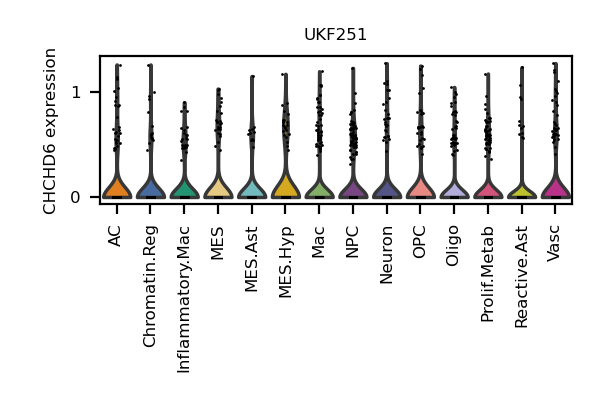 UKF251
CHCHD6 expression
1
0
AC
Chromatin.Reg
Inflammatory.Mac
MES
MES.Ast
MES.Hyp
Mac
NPC
Neuron
OPC
Oligo
Prolif.Metab
Reactive.Ast
Vasc